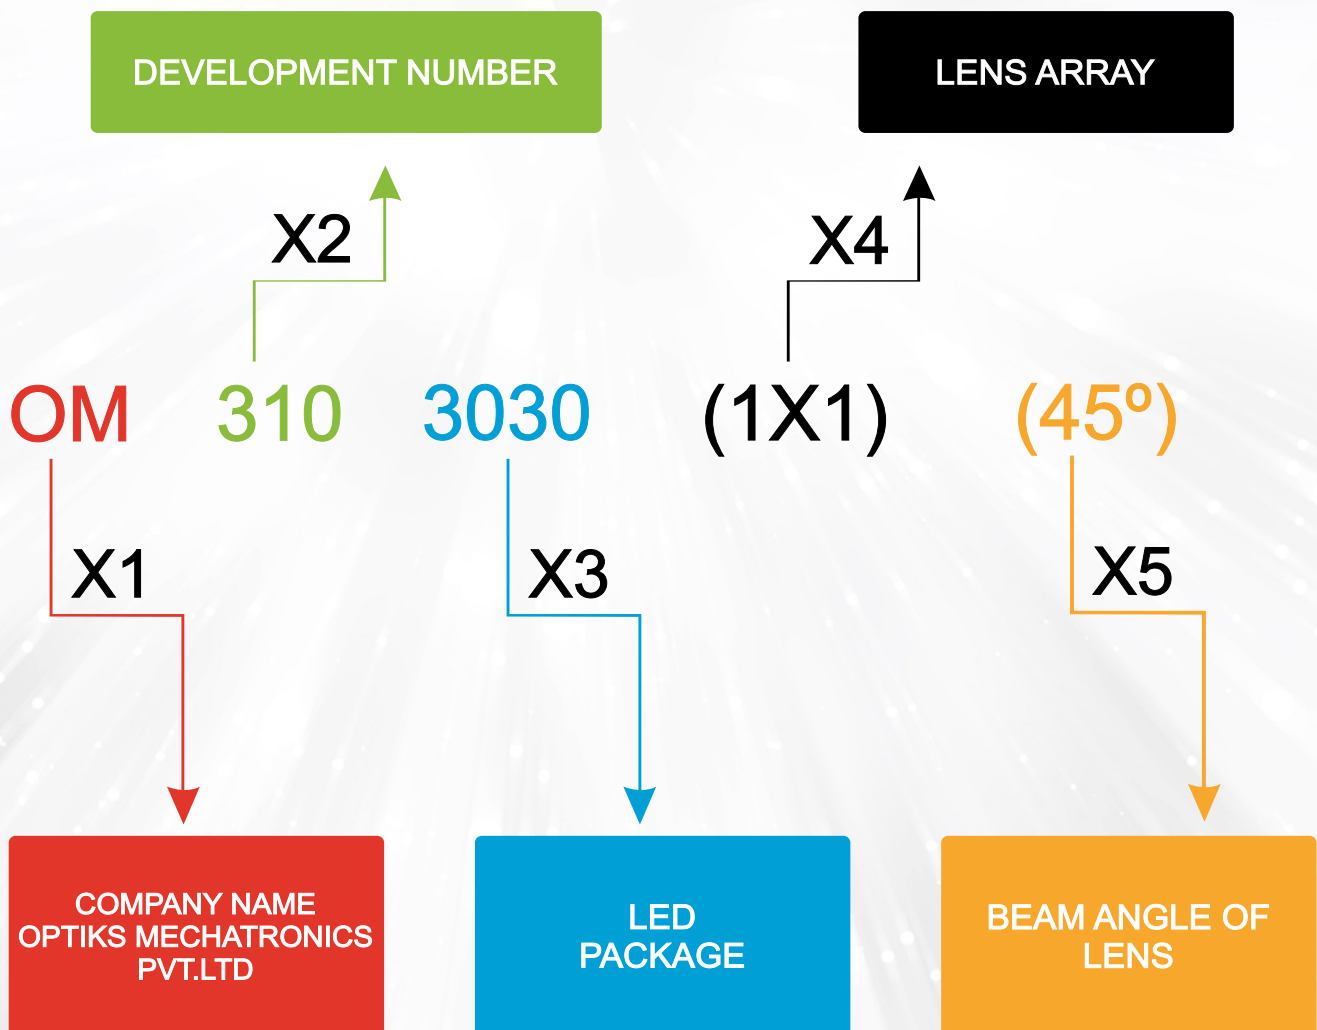 DEVELOPMENT NUMBER
LENS ARRAY
X2
X4
OM 310 3030 (1X1) (45º)
X1
X3
X5
COMPANY NAME
OPTIKS MECHATRONICS
PVT.LTD
LED
PACKAGE
BEAM ANGLE OF
LENS